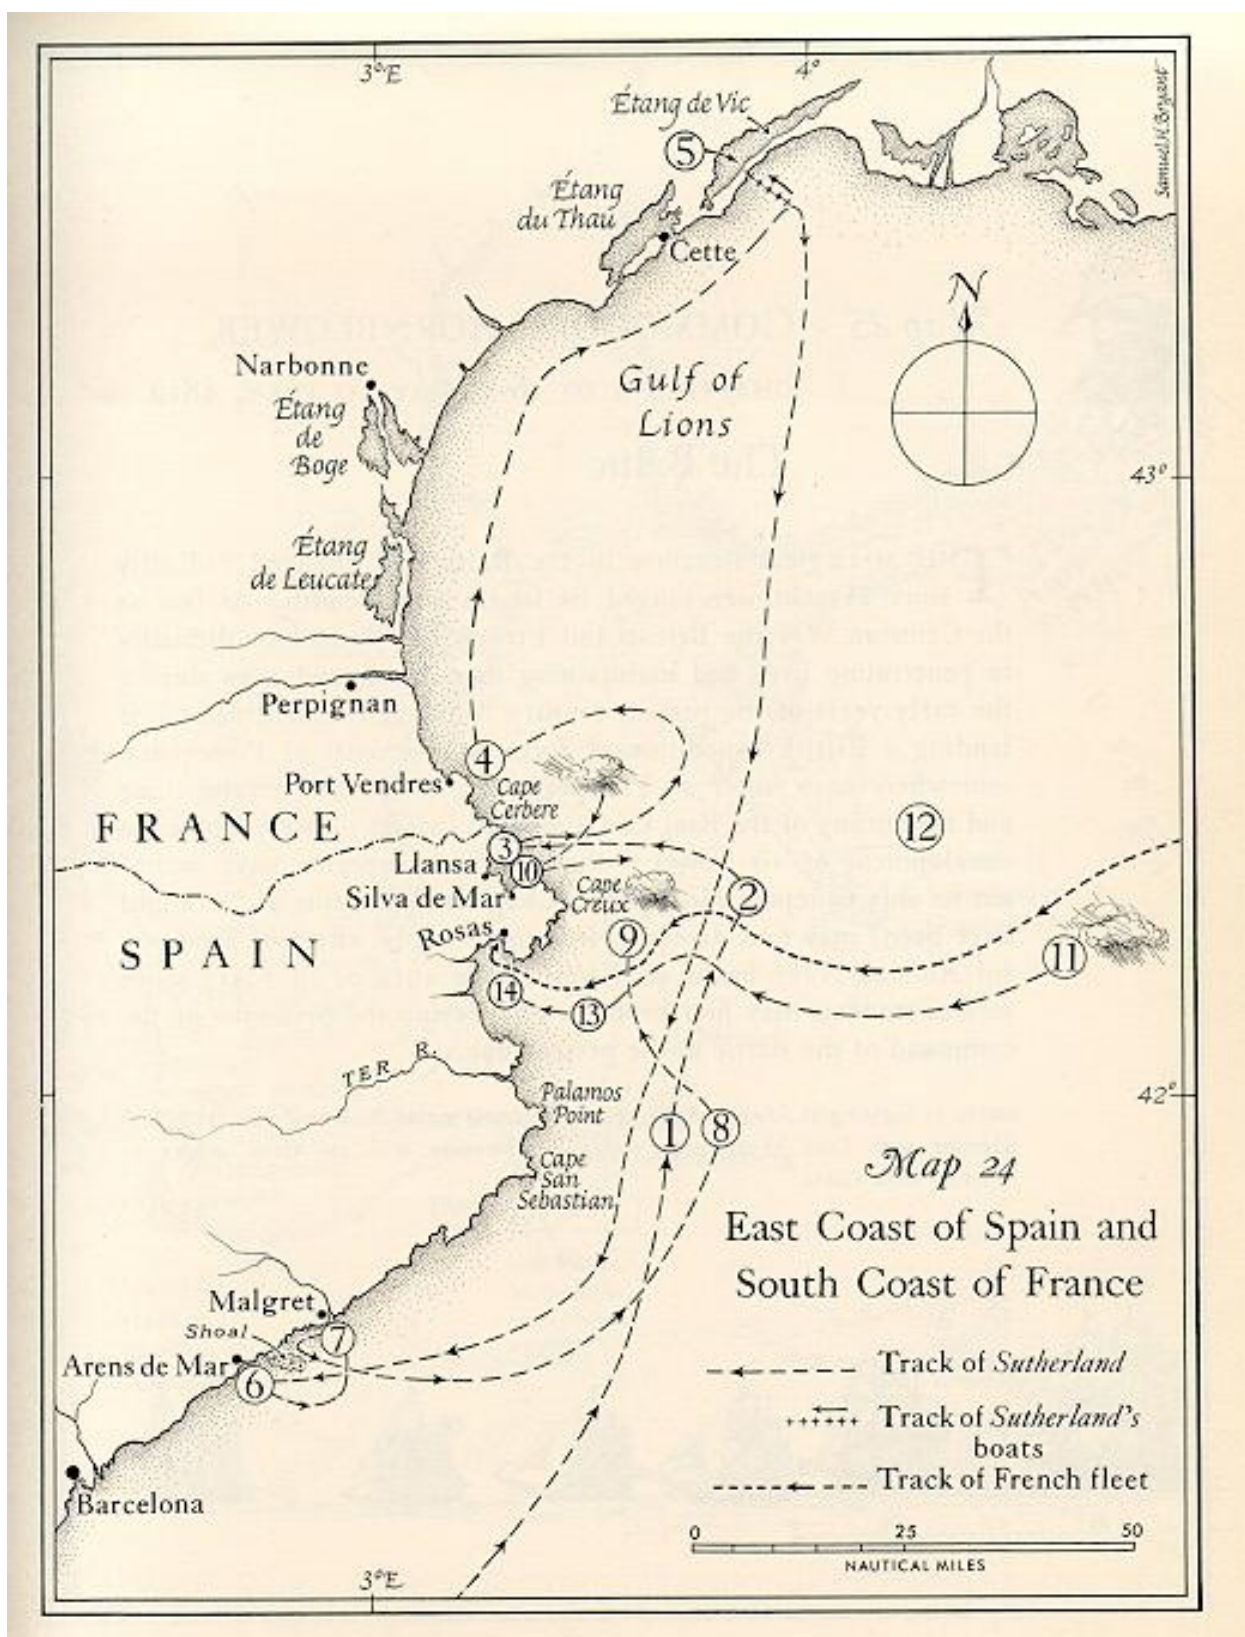 3°E
4°
Samuel H. Bryant
Étang de Vic
5
Étang
du Thau
Cette
N
Narbonne
Étang
de
Boge
Gulf of
Lions
43°
Étang
de Leucate
Perpignan
4
Port Vendres
Cape
Cerbere
FRANCE
12
3
Llansa
10
Silva de Mar
Cape
Creux
2
Rosas
9
SPAIN
11
14
13
TER R.
42°
Palamos
Point
1
8
Cape
San
Sebastian
Map 24
East Coast of Spain and
South Coast of France
Malgret
Shoal
7
Arens de Mar
6
Track of Sutherland
Track of Sutherland's
boats
Track of French fleet
Barcelona
0 25 50
NAUTICAL MILES
3°E